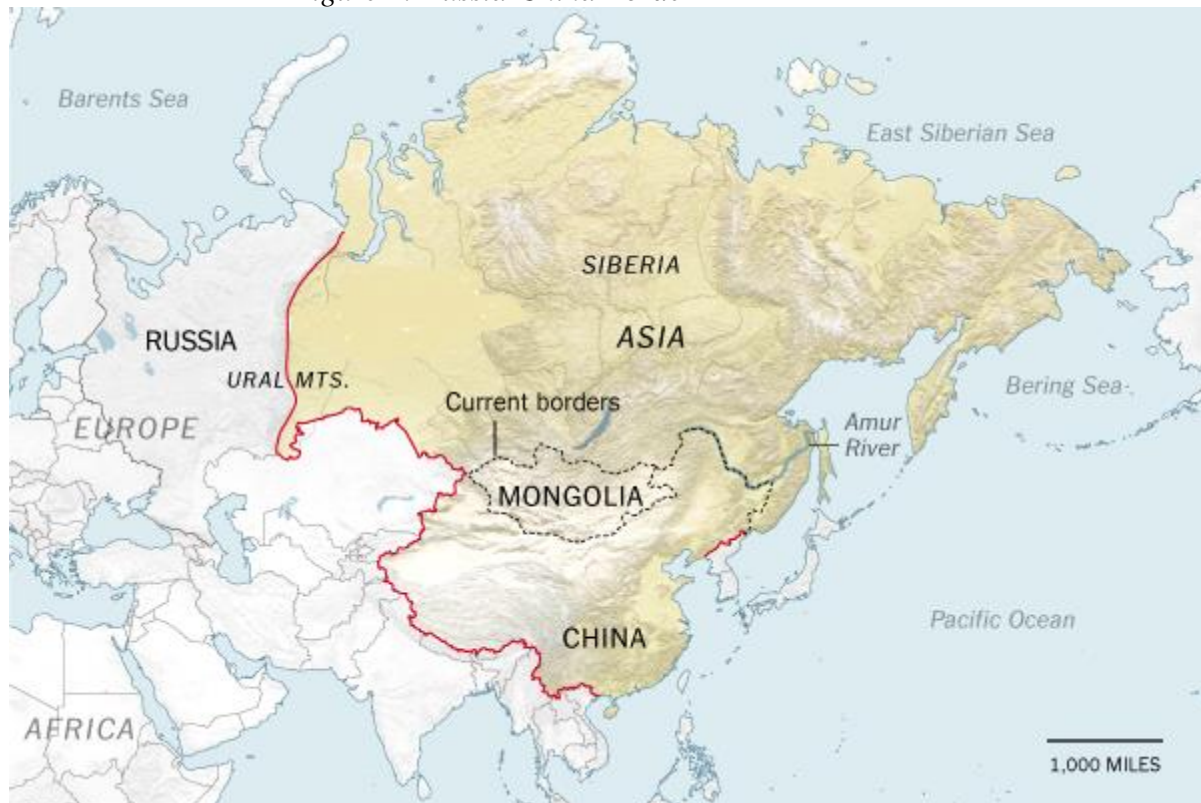 Barents Sea
East Siberian Sea
SIBERIA
RUSSIA
ASIA
URAL MTS.
Bering Sea
Current borders
EUROPE
Amur
River
MONGOLIA
Pacific Ocean
CHINA
AFRICA
1,000 MILES